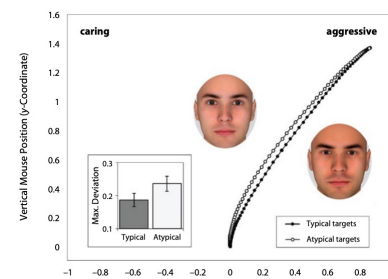 1.6
caring
aggressive
1.4
1.2
1
0.8
0.6
0.4
0.2
0
Vertical Mouse Position (y-Coordinate)
0.3
0.2
0.1
Max. Deviation
Typical
Atypical
Typical targets
Atypical targets
−1 −0.8 −0.6 −0.4 −0.2 0 0.2 0.4 0.6 0.8